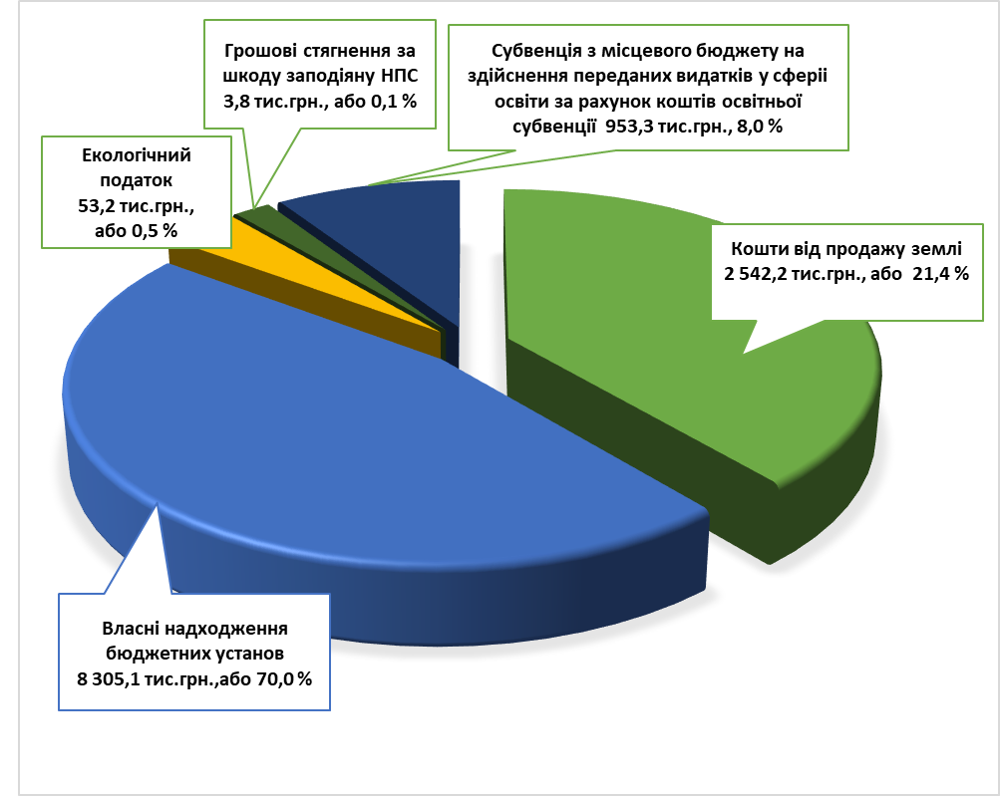 Грошові стягнення за
шкоду заподіяну НПС
3,8 тис.грн., або 0,1 %
Субвенція з місцевого бюджету на
здійснення переданих видатків у сферіі
освіти за рахунок коштів освітньої
субвенції 953,3 тис.грн., 8,0 %
Екологічний
податок
53,2 тис.грн.,
або 0,5 %
Кошти від продажу землі
2 542,2 тис.грн., або 21,4 %
Власні надходження
бюджетних установ
8 305,1 тис.грн.,або 70,0 %